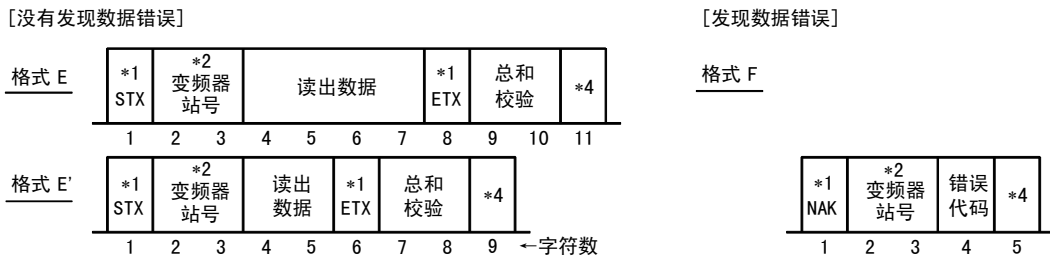 [没有发现数据错误]
[发现数据错误]
格式 E
*1
STX
*2
变频器
站号
读出数据
*1
ETX
总和
校验
*4
格式 F
1 2 3 4 5 6 7 8 9 10 11
格式 E'
*1
STX
*2
变频器
站号
读出
数据
*1
ETX
总和
校验
*4
*1
NAK
*2
变频器
站号
错误
代码
*4
1 2 3 4 5 6 7 8 9 ←字符数
1 2 3 4 5